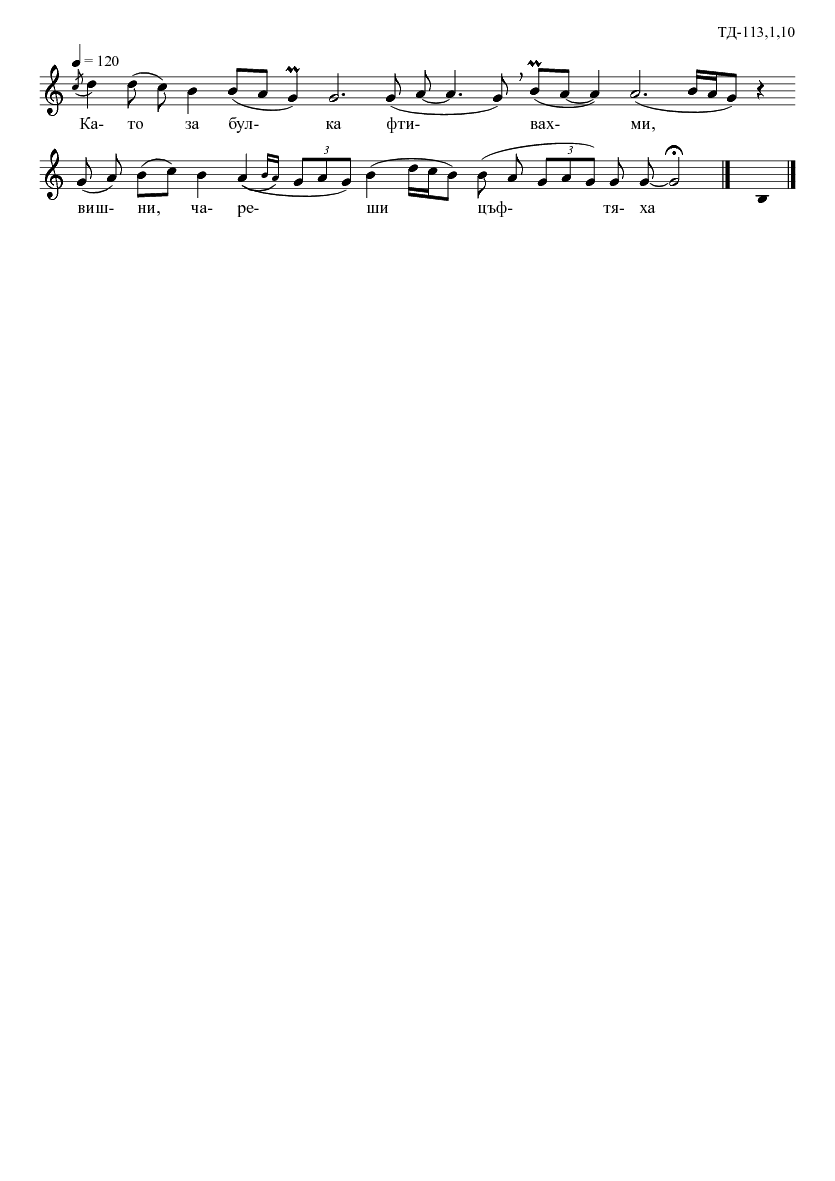 ТД-113,1,10
= 120
Ка- то за бул- ка фти- вах- ми,
3
виш- ни, ча- ре- ши цъф- тя- ха
3 3